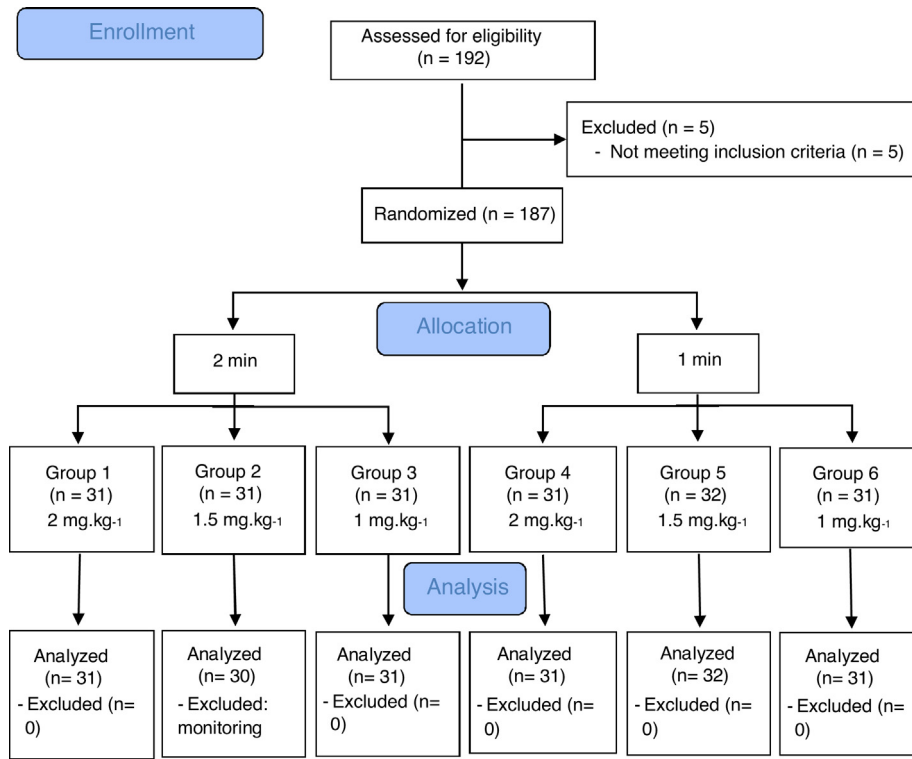 Enrollment
Assessed for eligibility
(n = 192)
Excluded (n = 5)
- Not meeting inclusion criteria (n = 5)
Randomized (n = 187)
Allocation
2 min
1 min
Group 1
(n = 31)
2 mg.kg-1
Group 2
(n = 31)
1.5 mg.kg-1
Group 3
(n = 31)
1 mg.kg-1
Group 4
(n = 31)
2 mg.kg-1
Group 5
(n = 32)
1.5 mg.kg-1
Group 6
(n = 31)
1 mg.kg-1
Analysis
Analyzed
(n= 31)
- Excluded (n=
0)
Analyzed
(n= 30)
- Excluded:
monitoring
Analyzed
(n= 31)
- Excluded (n=
0)
Analyzed
(n= 31)
- Excluded (n=
0)
Analyzed
(n= 32)
- Excluded (n=
0)
Analyzed
(n= 31)
- Excluded (n=
0)